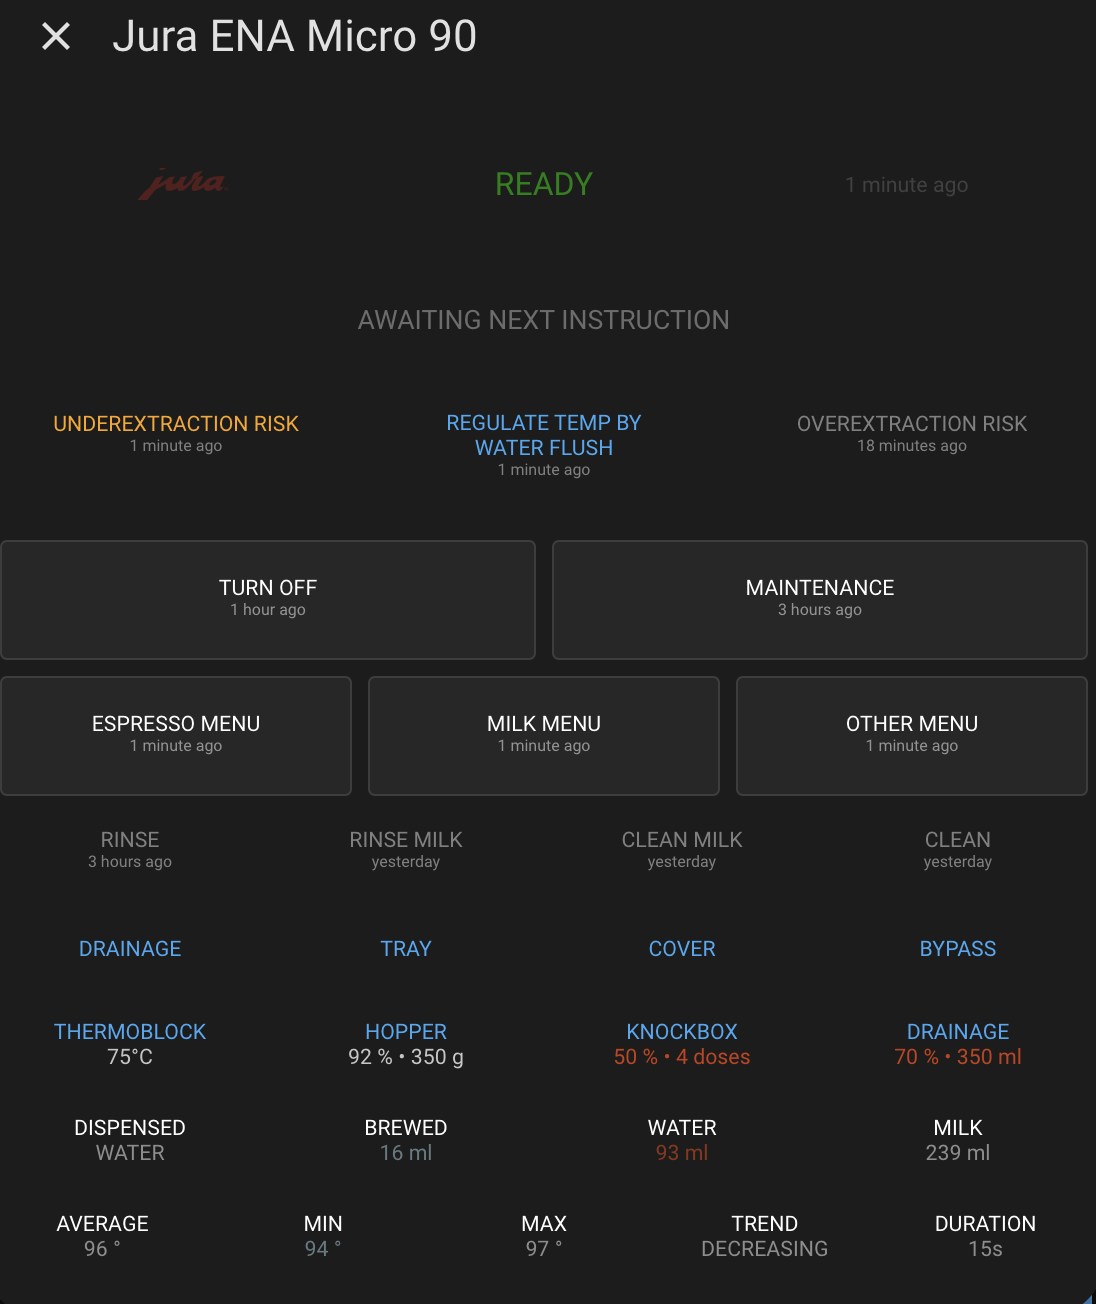 Jura ENA Micro 90
jura
READY
1 minute ago
AWAITING NEXT INSTRUCTION
UNDEREXTRACTION RISK
1 minute ago
REGULATE TEMP BY
WATER FLUSH
1 minute ago
OVEREXTRACTION RISK
18 minutes ago
TURN OFF
1 hour ago
MAINTENANCE
3 hours ago
ESPRESSO MENU
1 minute ago
MILK MENU
1 minute ago
OTHER MENU
1 minute ago
RINSE
3 hours ago
RINSE MILK
yesterday
CLEAN MILK
yesterday
CLEAN
yesterday
DRAINAGE
TRAY
COVER
BYPASS
THERMOBLOCK
75°C
HOPPER
92 % • 350 g
KNOCKBOX
50 % • 4 doses
DRAINAGE
70 % • 350 ml
DISPENSED
WATER
BREWED
16 ml
WATER
93 ml
MILK
239 ml
AVERAGE
96 °
MIN
94 °
MAX
97 °
TREND
DECREASING
DURATION
15s